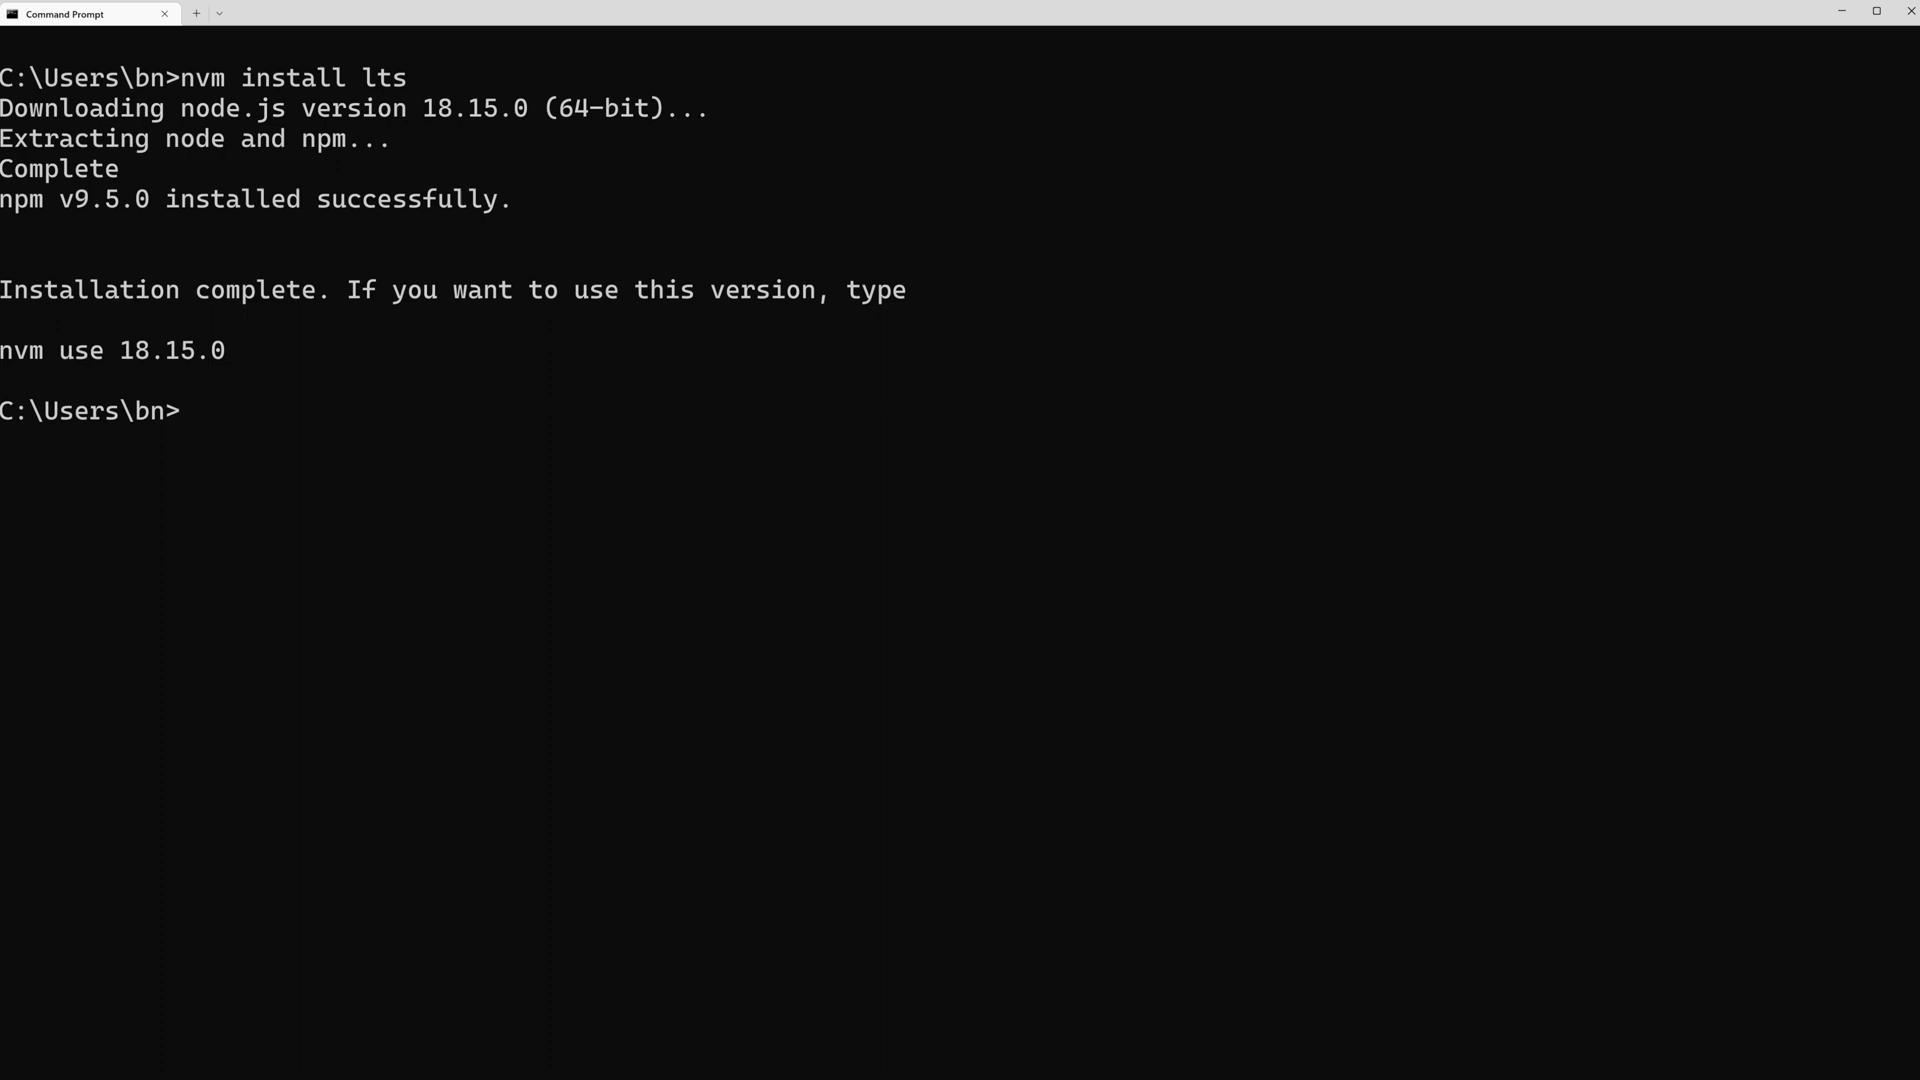 Command Prompt
C:\Users\bn>nvm install lts
Downloading node.js version 18.15.0 (64-bit)...
Extracting node and npm...
Complete
npm v9.5.0 installed successfully.
Installation complete. If you want to use this version, type
nvm use 18.15.0
C:\Users\bn>